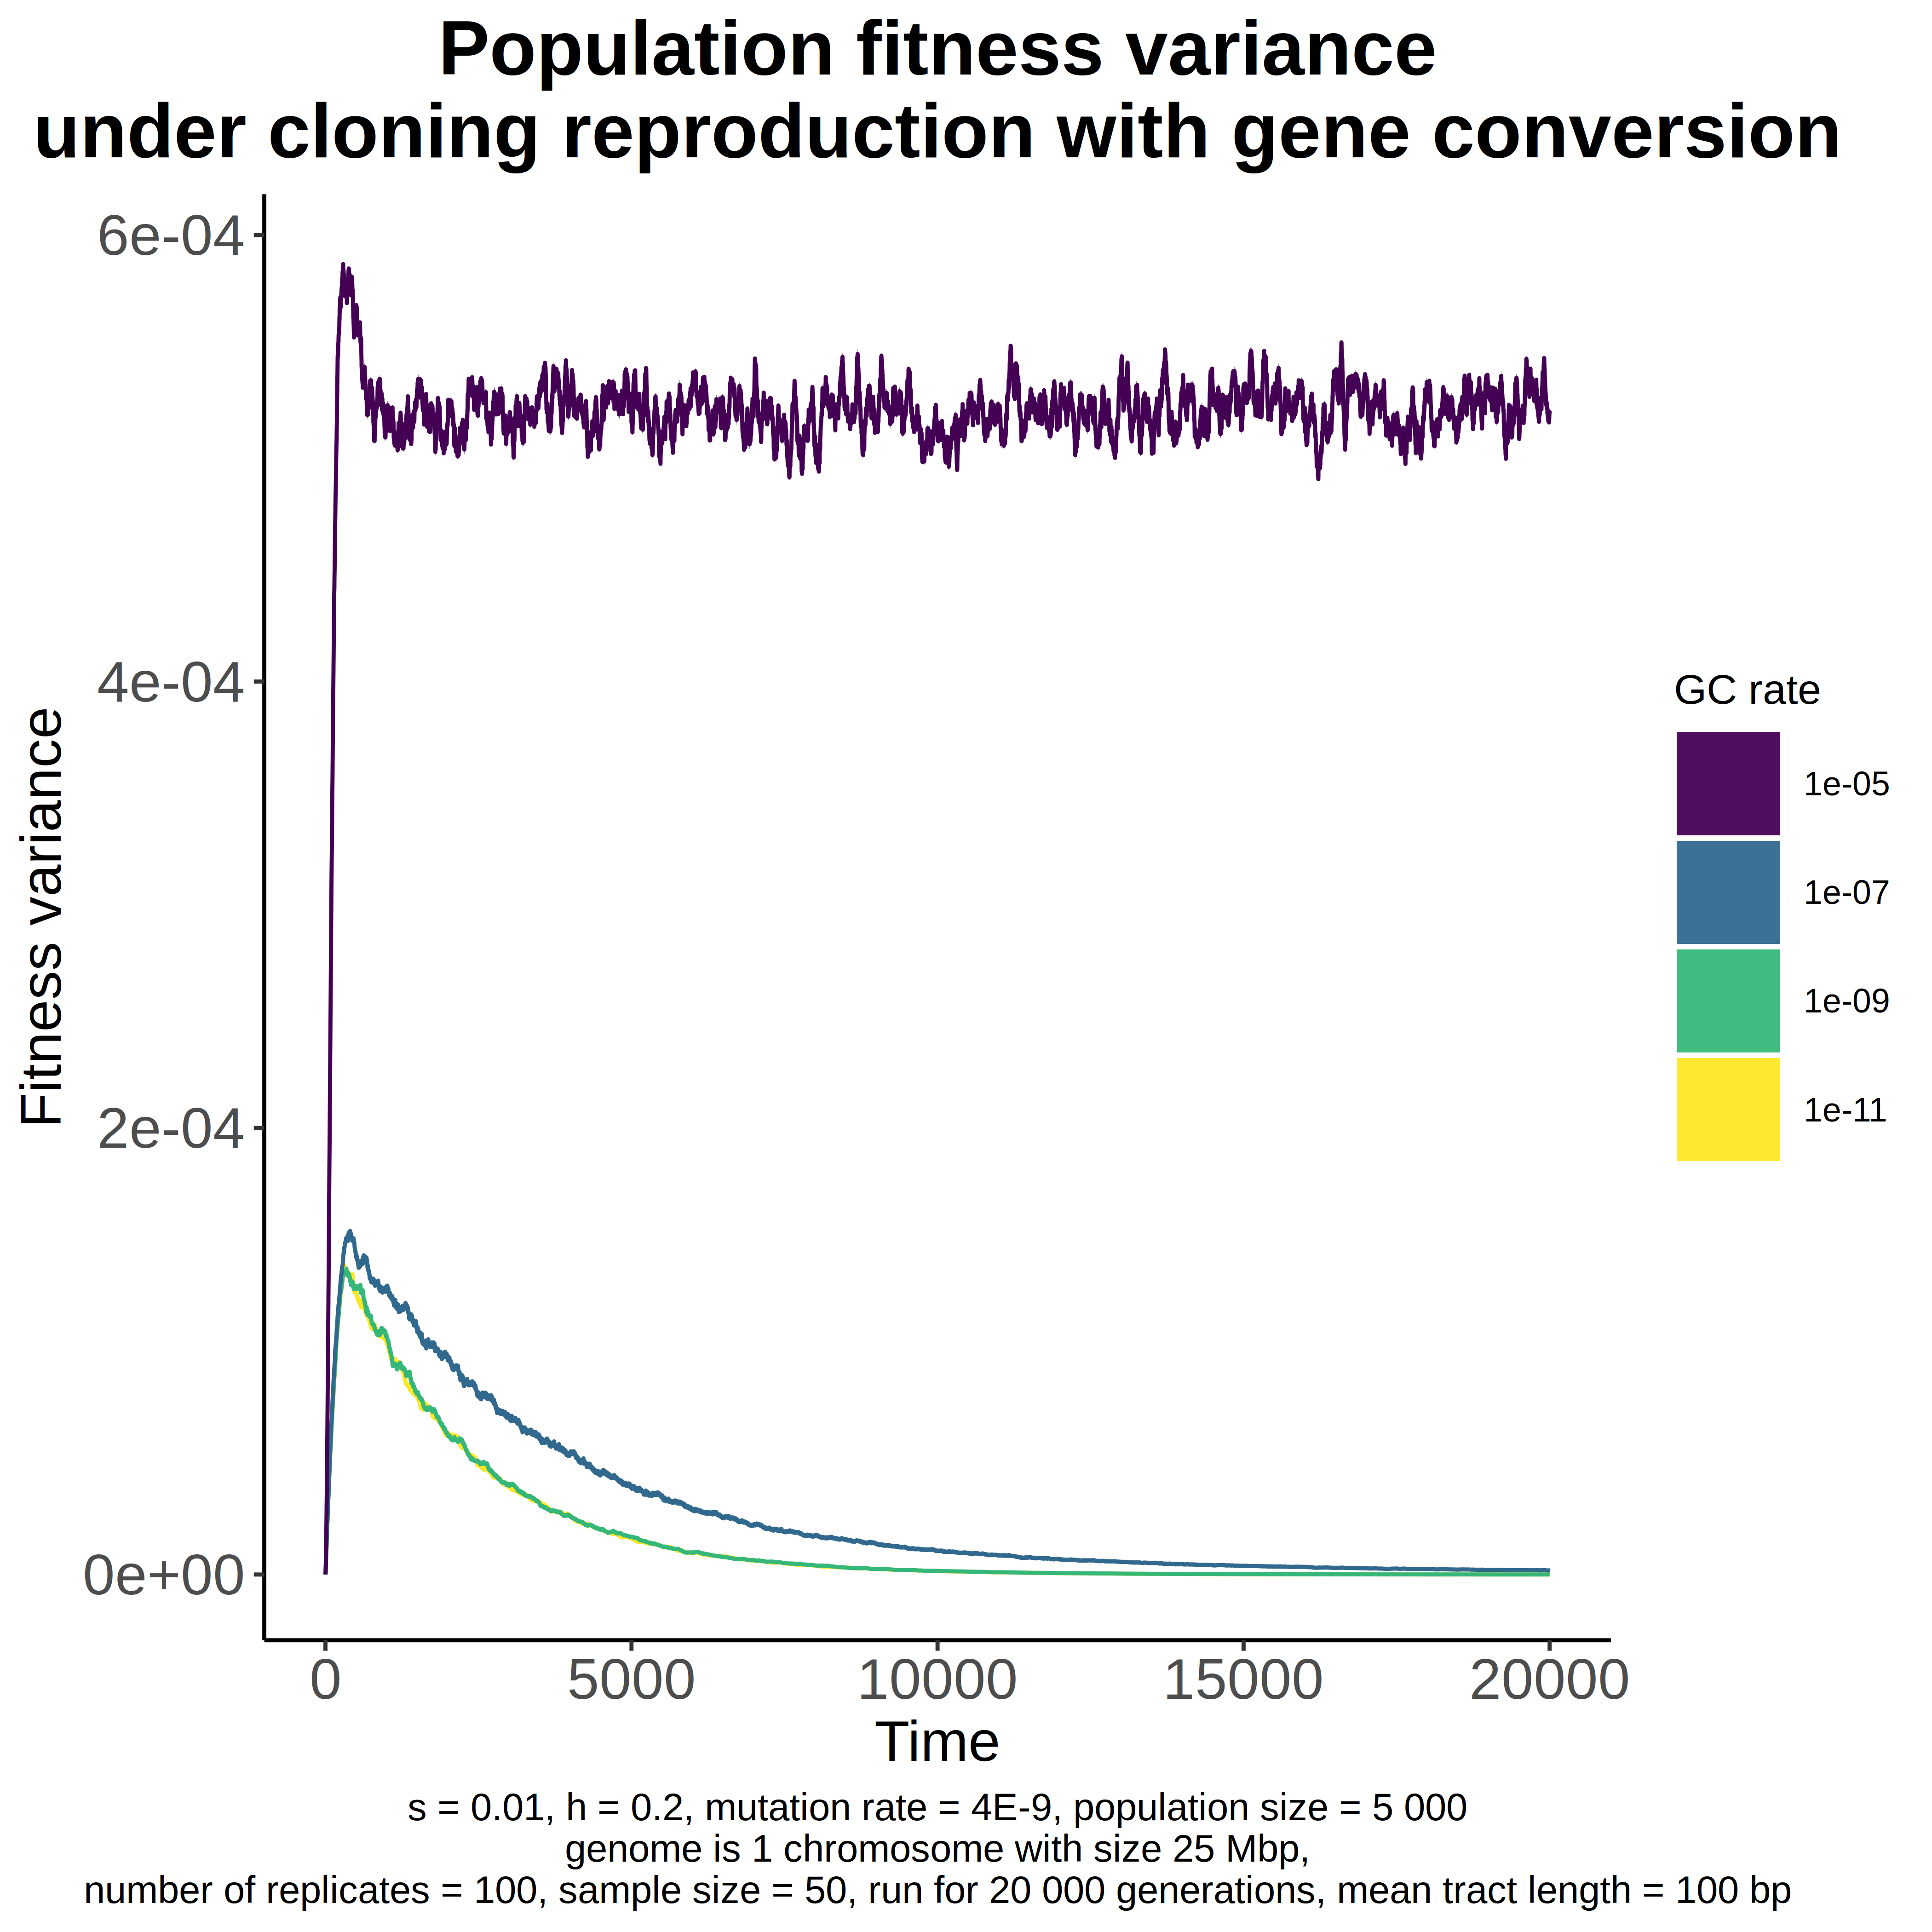 Population fitness variance
under cloning reproduction with gene conversion
6e-04
4e-04
2e-04
0e+00
Fitness variance
0
5000
10000
15000
20000
Time
GC rate
1e-05
1e-07
1e-09
1e-11
s = 0.01, h = 0.2, mutation rate = 4E-9, population size = 5 000
genome is 1 chromosome with size 25 Mbp,
number of replicates = 100, sample size = 50, run for 20 000 generations, mean tract length = 100 bp